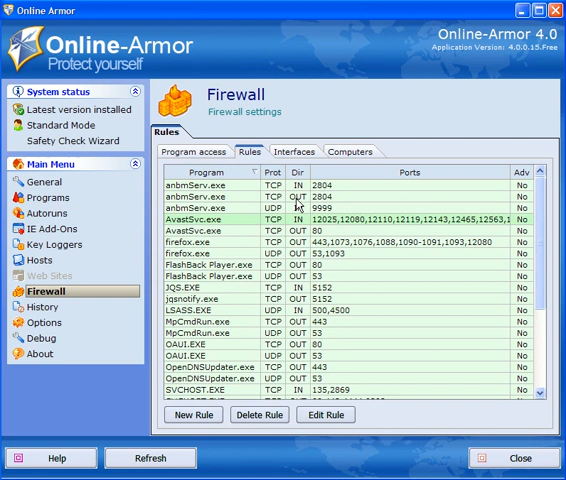 Online Armor
Online-Armor
Protect yourself
Online-Armor 4.0
Application Version: 4.0.0.15.Free
System status
Latest version installed
Standard Mode
Safety Check Wizard
Main Menu
General
Programs
Autoruns
IE Add-Ons
Key Loggers
Hosts
Web Sites
Firewall
History
Options
Debug
About
Firewall
Firewall settings
Rules
Program access Rules Interfaces Computers
Program Prot Dir Ports Adv
anbmServ.exe TCP IN 2804 No
anbmServ.exe TCP OUT 2804 No
anbmServ.exe UDP IN 9999 No
AvastSvc.exe TCP IN 12025,12080,12110,12119,12143,12465,12563,1 No
AvastSvc.exe TCP OUT 80 No
firefox.exe TCP OUT 443,1073,1076,1088,1090-1091,1093,12080 No
firefox.exe UDP OUT 53,1093 No
FlashBack Player.exe TCP OUT 80 No
FlashBack Player.exe UDP OUT 53 No
JQS.EXE TCP IN 5152 No
jqsnotify.exe TCP OUT 5152 No
LSASS.EXE UDP IN 500,4500 No
MpCmdRun.exe TCP OUT 443 No
MpCmdRun.exe UDP OUT 53 No
OAUI.EXE TCP OUT 80 No
OAUI.EXE UDP OUT 53 No
OpenDNSUpdater.exe TCP OUT 443 No
OpenDNSUpdater.exe UDP OUT 53 No
SVCHOST.EXE TCP IN 135,2869 No
New Rule Delete Rule Edit Rule
Help Refresh Close